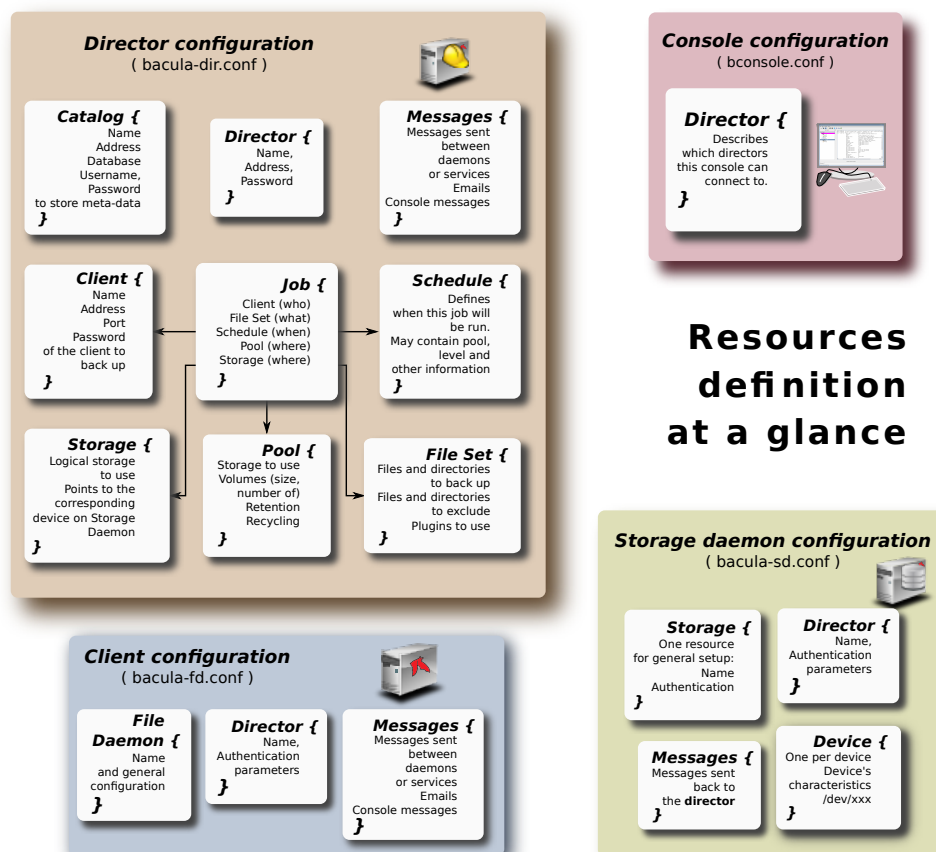 Director configuration
( bacula-dir.conf )
Catalog {
Name
Address
Database
Username,
Password
to store meta-data
}
Director {
Name,
Address,
Password
}
Messages {
Messages sent
between
daemons
or services
Emails
Console messages
}
Client {
Name
Address
Port
Password
of the client to
back up
}
Job {
Client (who)
File Set (what)
Schedule (when)
Pool (where)
Storage (where)
}
Schedule {
Defines
when this job will
be run.
May contain pool,
level and
other information
}
Storage {
Logical storage
to use
Points to the
corresponding
device on Storage
Daemon
}
Pool {
Storage to use
Volumes (size,
number of)
Retention
Recycling
}
File Set {
Files and directories
to back up
Files and directories
to exclude
Plugins to use
}
Console configuration
( bconsole.conf )
Director {
Describes
which directors
this console can
connect to.
}
Resources
definition
at a glance
Client configuration
( bacula-fd.conf )
File
Daemon {
Name
and general
configuration
}
Director {
Name,
Authentication
parameters
}
Messages {
Messages sent
between
daemons
or services
Emails
Console messages
}
Storage daemon configuration
( bacula-sd.conf )
Storage {
One resource
for general setup:
Name
Authentication
}
Director {
Name,
Authentication
parameters
}
Messages {
Messages sent
back to
the director
}
Device {
One per device
Device's
characteristics
/dev/xxx
}